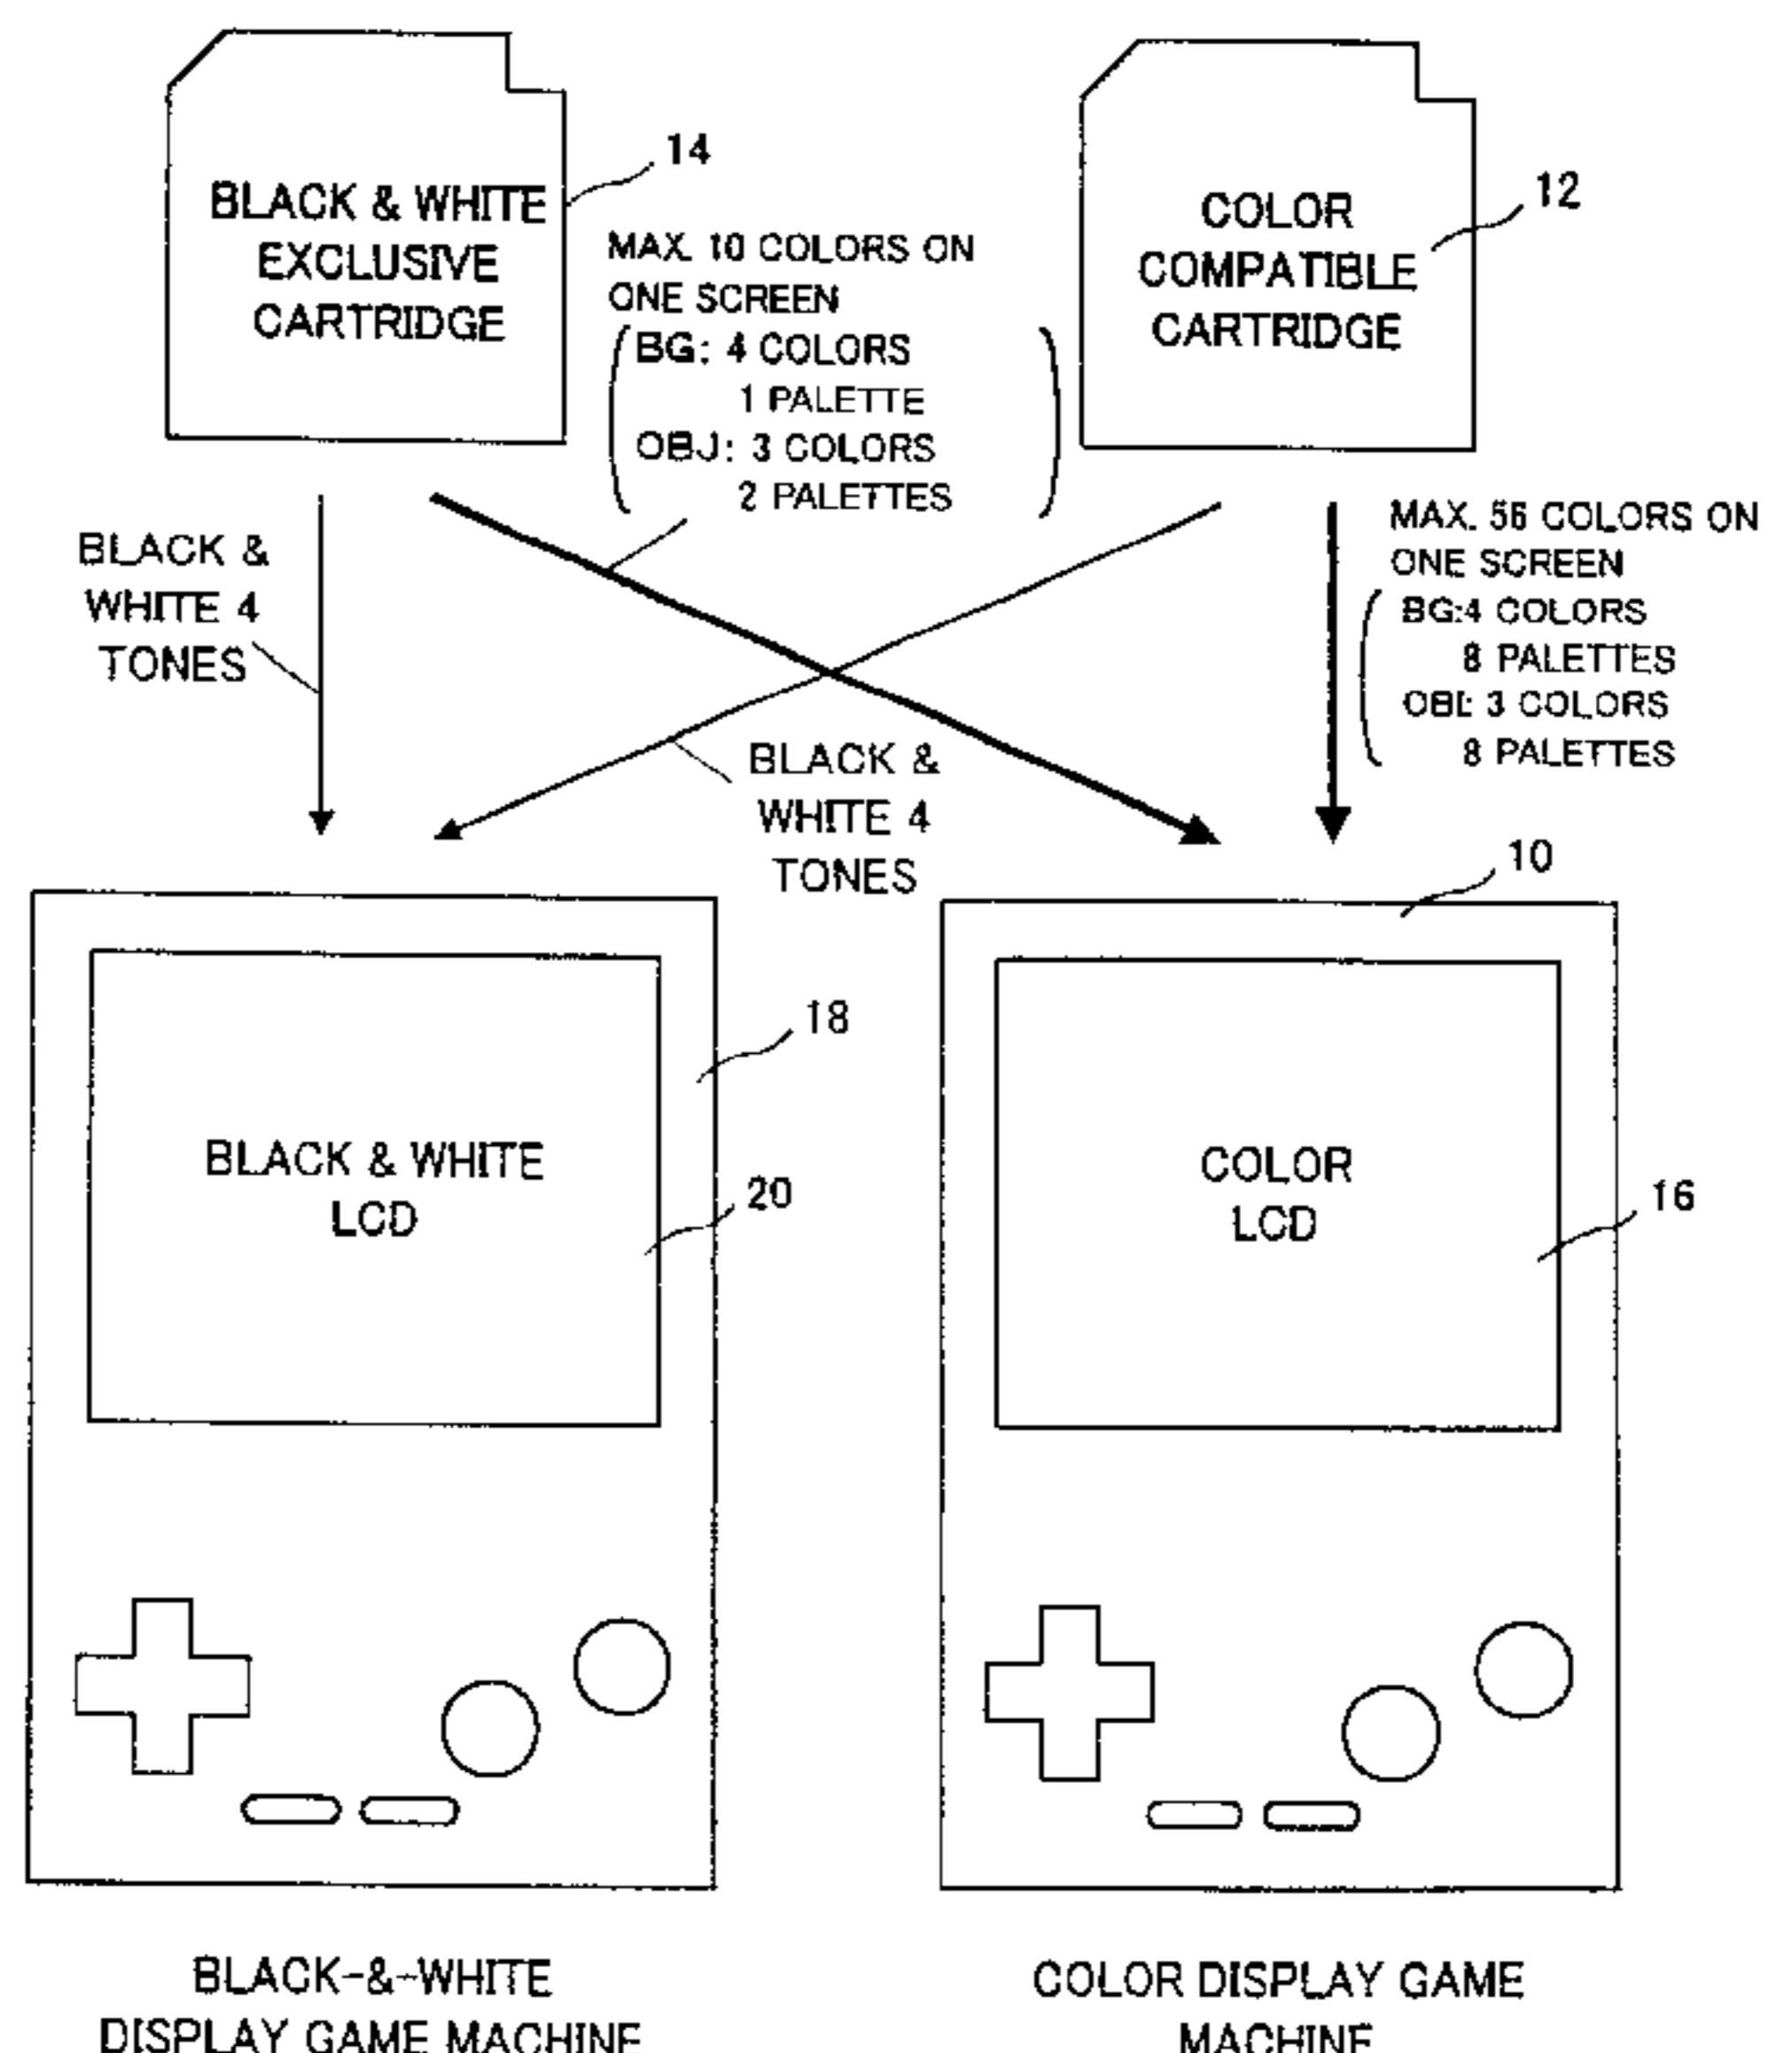 BLACK & WHITE
EXCLUSIVE
CARTRIDGE
14
MAX. 10 COLORS ON
ONE SCREEN
BG: 4 COLORS
1 PALETTE
OBJ: 3 COLORS
2 PALETTES
COLOR
COMPATIBLE
CARTRIDGE
12
BLACK &
WHITE 4
TONES
BLACK &
WHITE 4
TONES
MAX. 56 COLORS ON
ONE SCREEN
BG:4 COLORS
8 PALETTES
OBJ: 3 COLORS
8 PALETTES
10
18
BLACK & WHITE
LCD
20
COLOR
LCD
16
BLACK-&-WHITE
DISPLAY GAME MACHINE
COLOR DISPLAY GAME
MACHINE